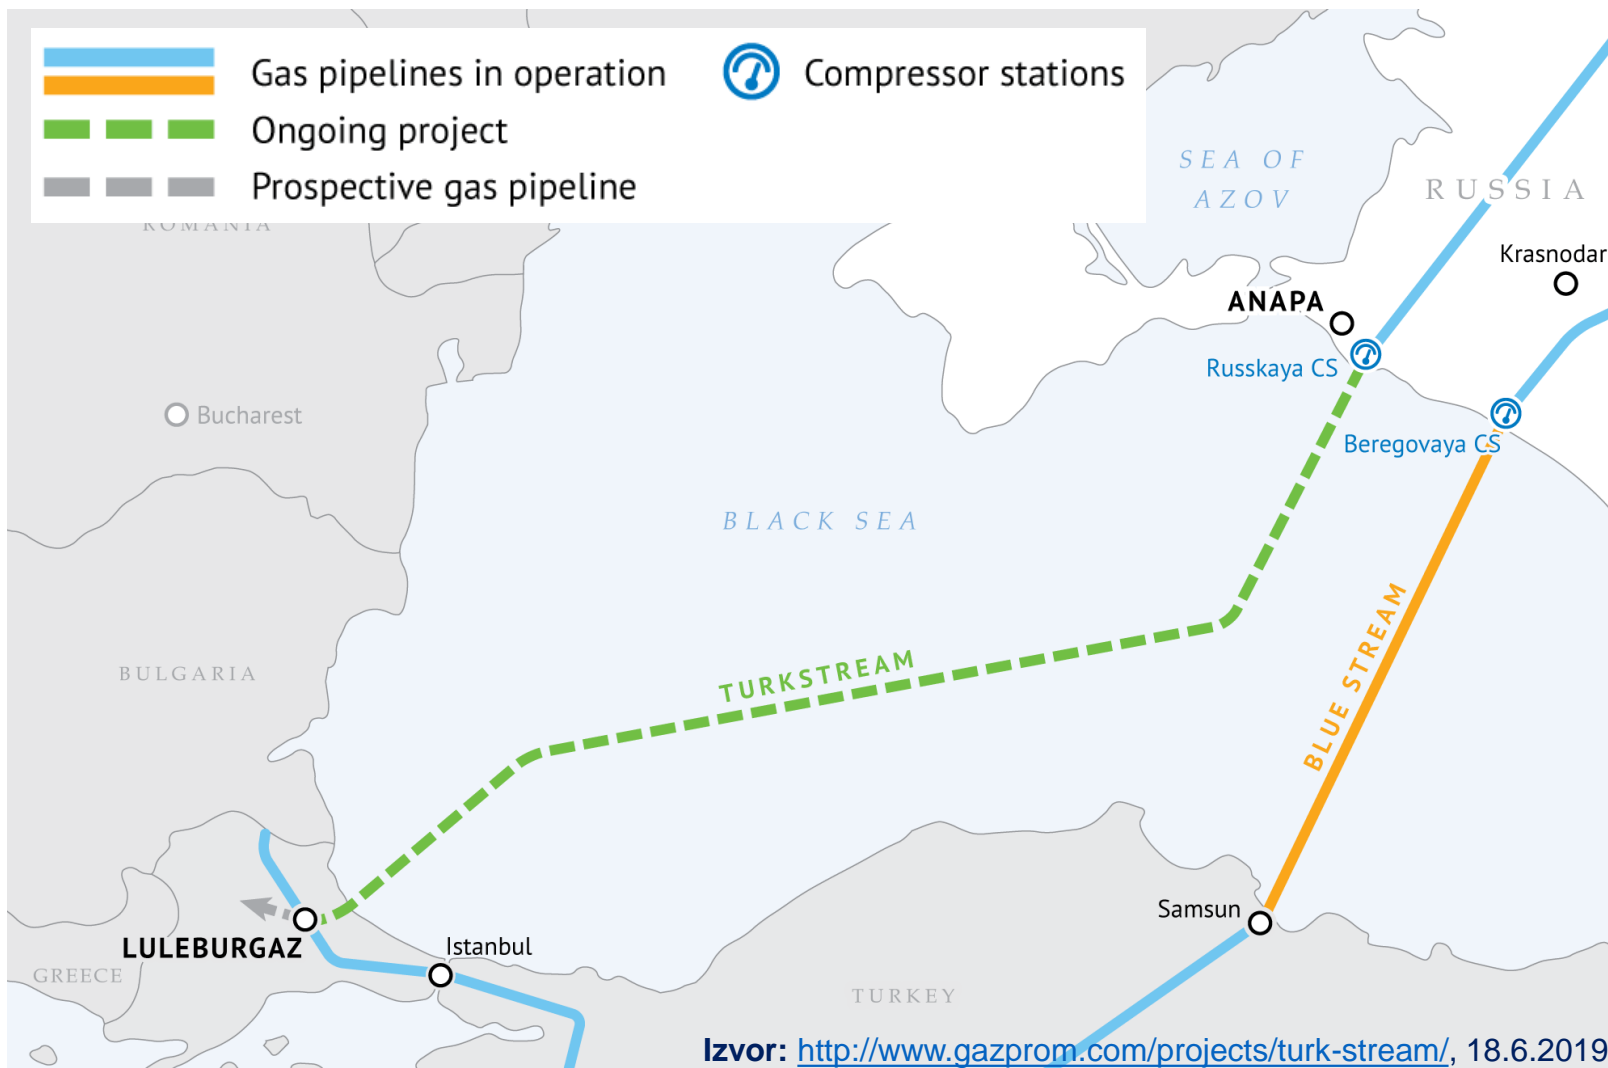 Gas pipelines in operation
Compressor stations
Ongoing project
Prospective gas pipeline
SEA OF
AZOV
RUSSIA
ROMANIA
Krasnodar
ANAPA
Russkaya CS
Bucharest
Beregovaya CS
BLACK SEA
BULGARIA
TURKSTREAM
BLUE STREAM
Samsun
LULEBURGAZ
Istanbul
GREECE
TURKEY
Izvor: http://www.gazprom.com/projects/turk-stream/, 18.6.2019